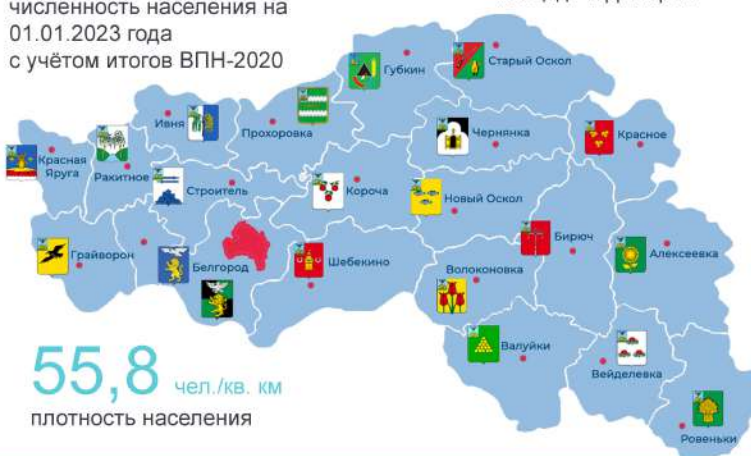 численность населения на
01.01.2023 года
с учётом итогов ВПН-2020
Губкин
Старый Оскол
Ивня
Прохоровка
Чернянка
Красное
Красная
Яруга
Ракитное
Строитель
Короча
Новый Оскол
Бирюч
Грайворон
Белгород
Шебекино
Волоконовка
Алексеевка
Валуйки
Вейделевка
Ровеньки
55,8 чел./кв. км
плотность населения